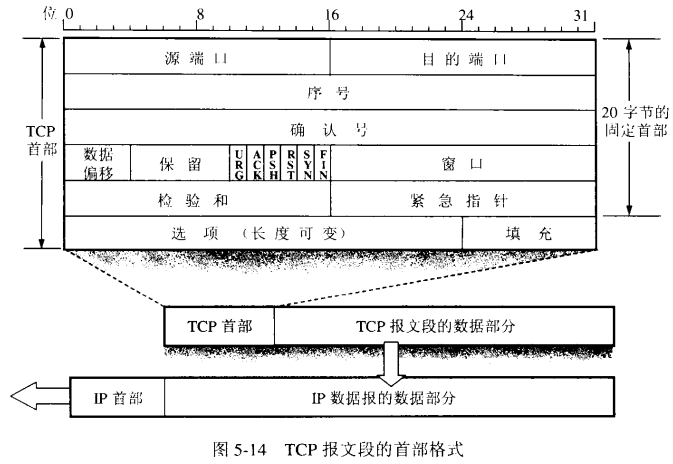 位 0 8 16 24 31
源端口 目的端口
序号
TCP 首部
确认号
20 字节的固定首部
数据偏移 保留 URG ACK PSH RST SYN FIN 窗口
检验和 紧急指针
选项 (长度可变) 填充
TCP 首部 TCP 报文段的数据部分
IP 首部 IP 数据报的数据部分
图 5-14 TCP 报文段的首部格式